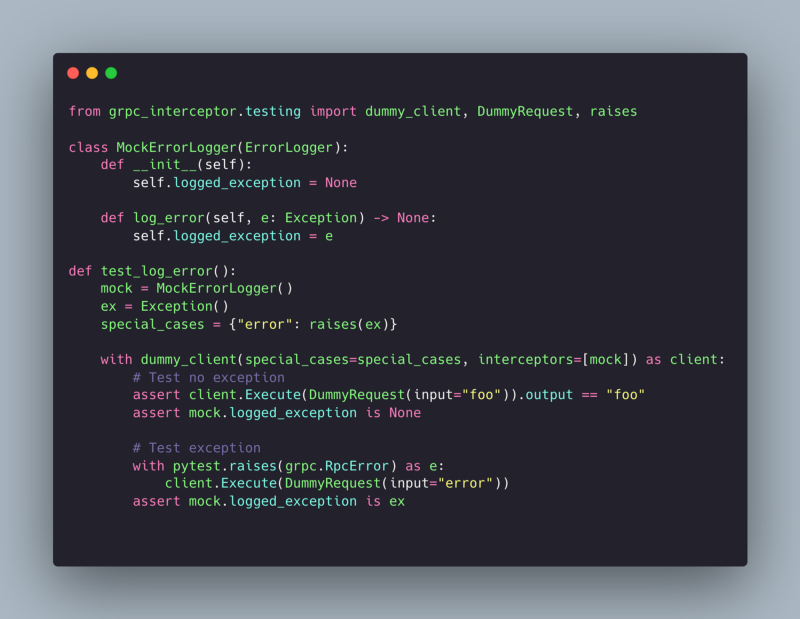 from grpc_interceptor.testing import dummy_client, DummyRequest, raises

class MockErrorLogger(ErrorLogger):
    def __init__(self):
        self.logged_exception = None

    def log_error(self, e: Exception) -> None:
        self.logged_exception = e

def test_log_error():
    mock = MockErrorLogger()
    ex = Exception()
    special_cases = {"error": raises(ex)}

    with dummy_client(special_cases=special_cases, interceptors=[mock]) as client:
        # Test no exception
        assert client.Execute(DummyRequest(input="foo")).output == "foo"
        assert mock.logged_exception is None

        # Test exception
        with pytest.raises(grpc.RpcError) as e:
            client.Execute(DummyRequest(input="error"))
        assert mock.logged_exception is ex